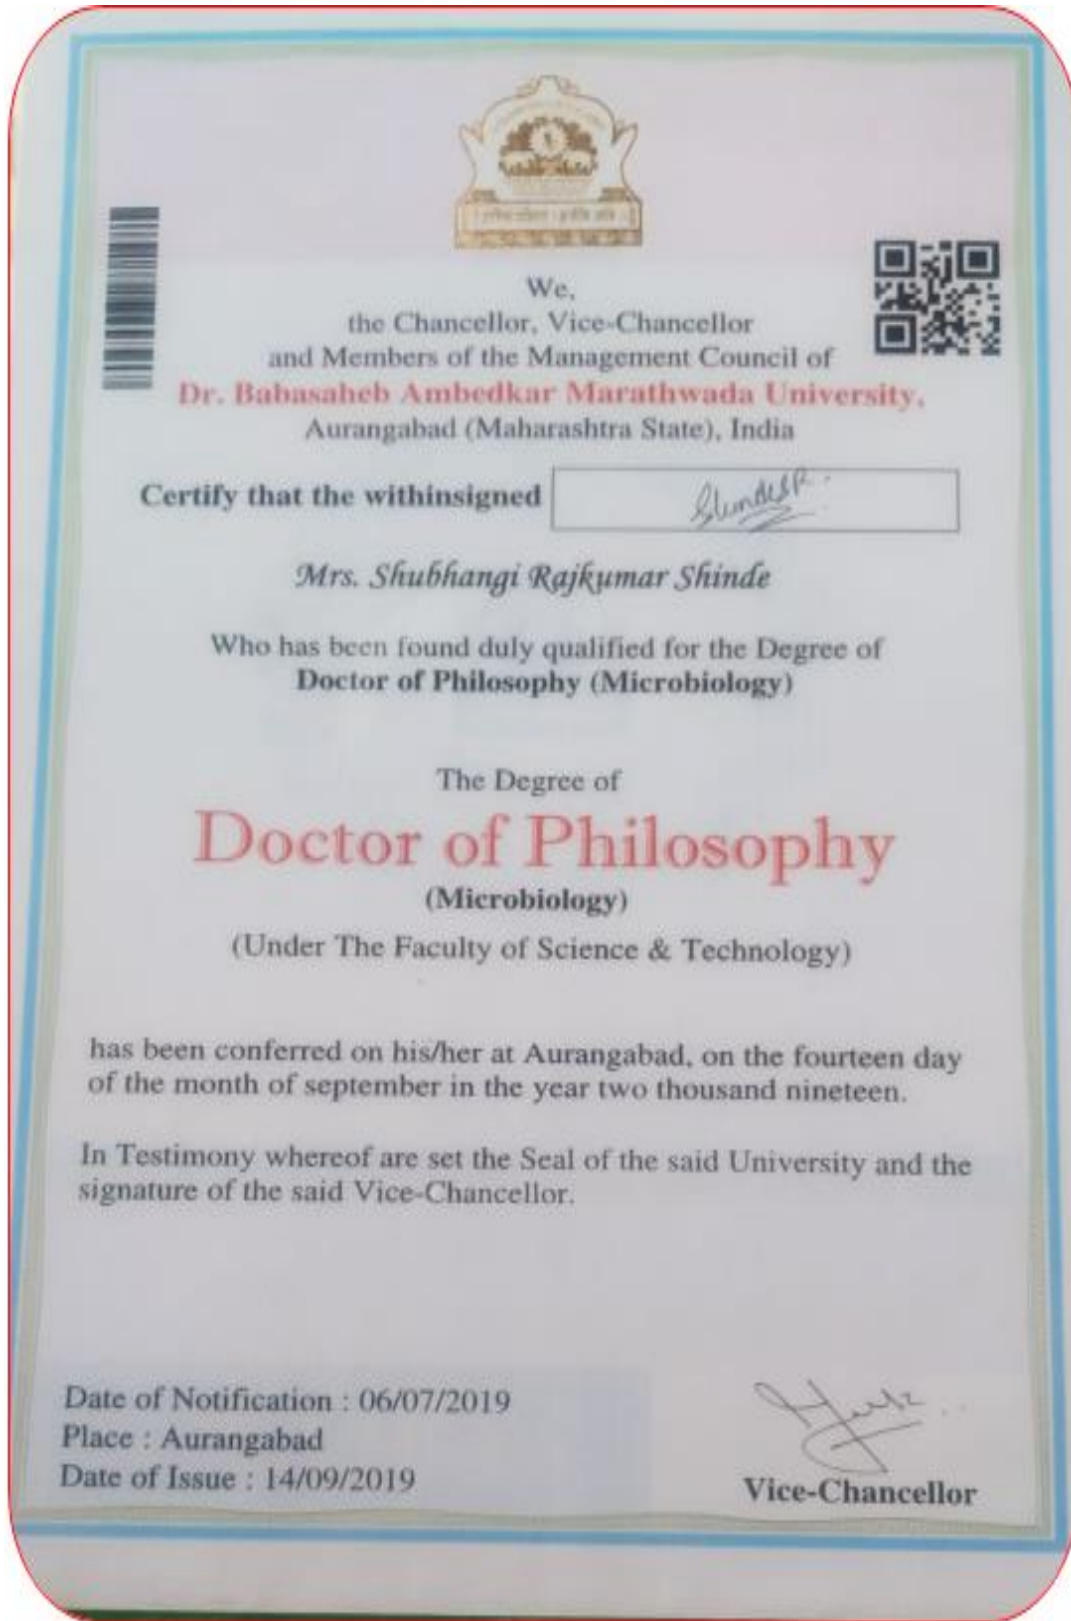 We,
the Chancellor, Vice-Chancellor
and Members of the Management Council of
Dr. Babasaheb Ambedkar Marathwada University,
Aurangabad (Maharashtra State), India
Certify that the withinsigned
Mrs. Shubhangi Rajkumar Shinde
Who has been found duly qualified for the Degree of
Doctor of Philosophy (Microbiology)
The Degree of
Doctor of Philosophy
(Microbiology)
(Under The Faculty of Science & Technology)
has been conferred on his/her at Aurangabad, on the fourteen day
of the month of september in the year two thousand nineteen.
In Testimony whereof are set the Seal of the said University and the
signature of the said Vice-Chancellor.
Date of Notification : 06/07/2019
Place : Aurangabad
Date of Issue : 14/09/2019
Vice-Chancellor